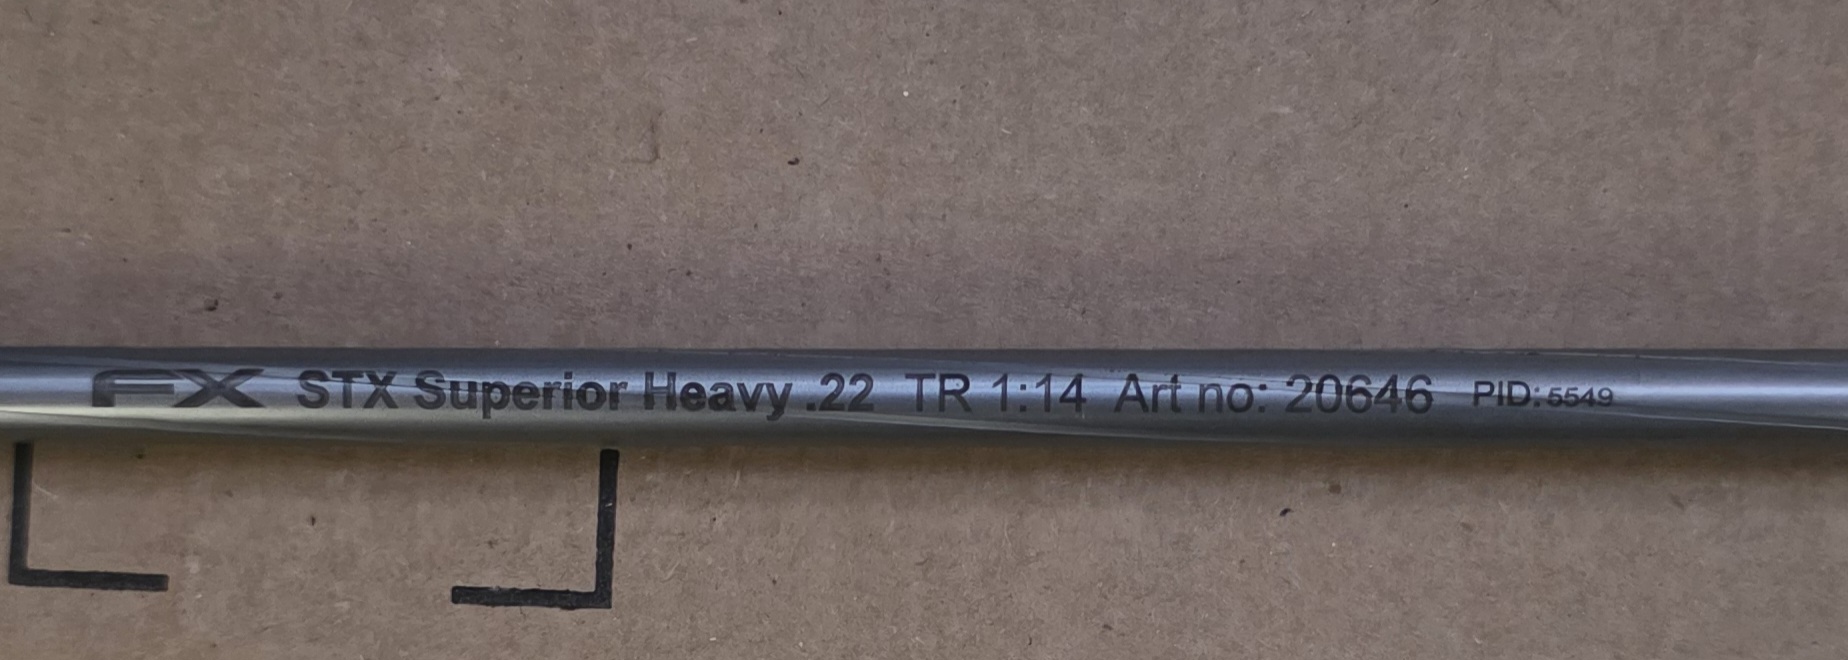 FX STX Superior Heavy .22 TR 1:14 Art no: 20646 PID: 5549